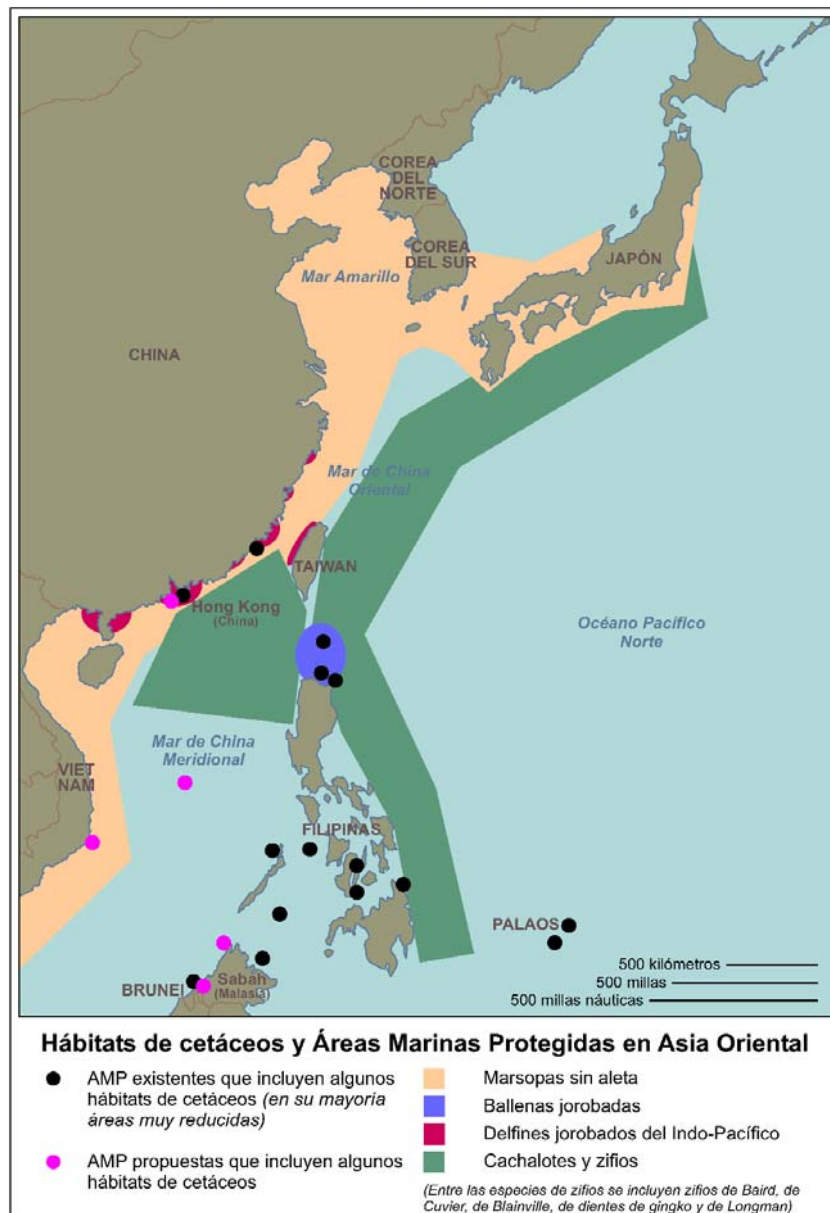 COREA
DEL
NORTE
COREA
DEL SUR
JAPÓN
Mar Amarillo
CHINA
Mar de China
Oriental
TAIWAN
Hong Kong
(China)
Océano Pacífico
Norte
Mar de China
Meridional
VIET
NAM
FILIPINAS
PALAOS
BRUNEI
Sabah
(Malasia)
500 kilómetros
500 millas
500 millas náuticas
Hábitats de cetáceos y Áreas Marinas Protegidas en Asia Oriental
AMP existentes que incluyen algunos
hábitats de cetáceos (en su mayoría
áreas muy reducidas)
AMP propuestas que incluyen algunos
hábitats de cetáceos
Marsopas sin aleta
Ballenas jorobadas
Delfines jorobados del Indo-Pacífico
Cachalotes y zifios
(Entre las especies de zifios se incluyen zifios de Baird, de
Cuvier, de Blainville, de dientes de gingko y de Longman)